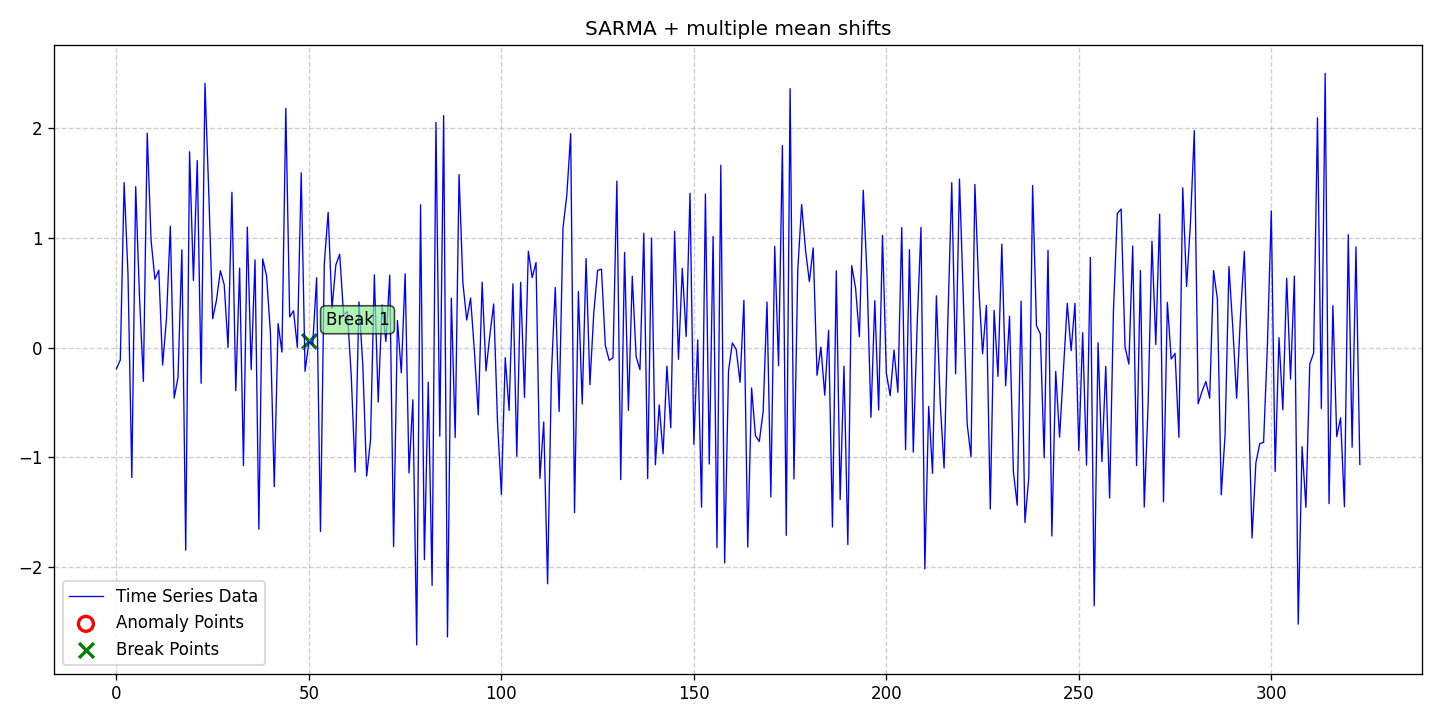 SARMA + multiple mean shifts
2
1
0
−1
−2
Break 1
Time Series Data
Anomaly Points
Break Points
0 50 100 150 200 250 300